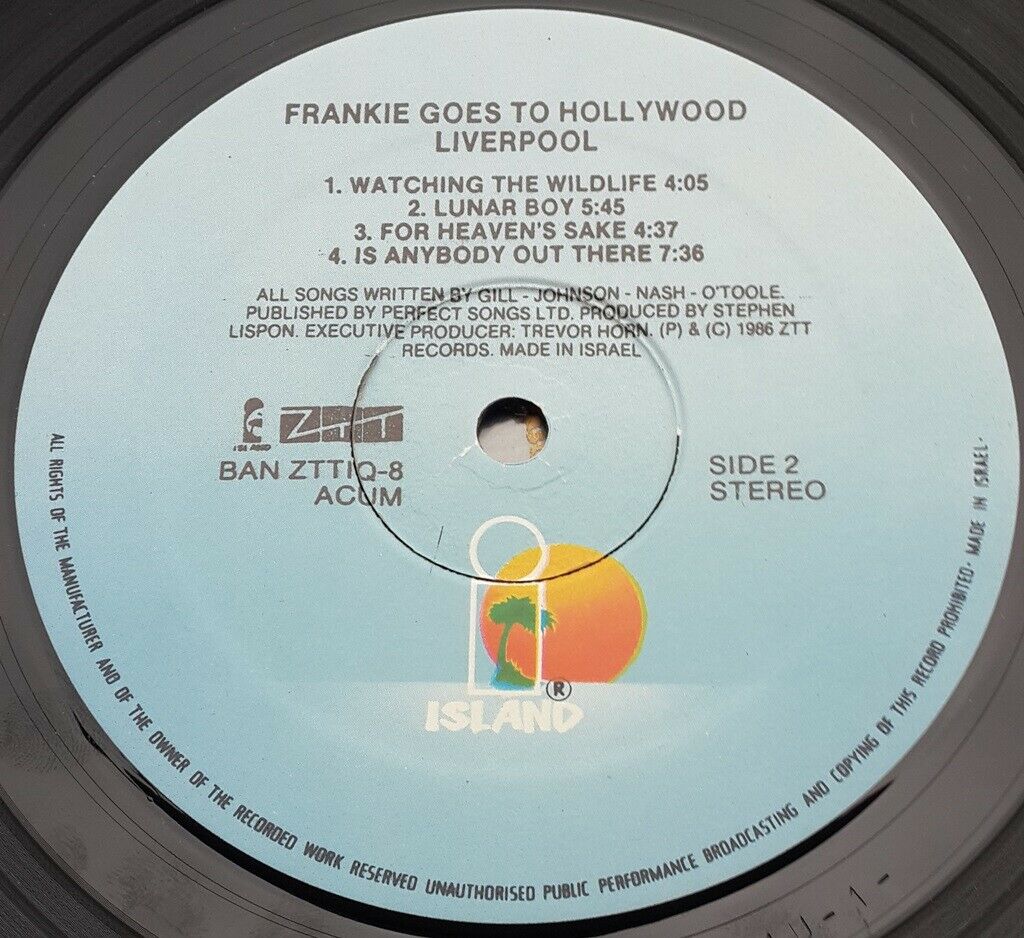 FRANKIE GOES TO HOLLYWOOD
LIVERPOOL
1. WATCHING THE WILDLIFE 4:05
2. LUNAR BOY 5:45
3. FOR HEAVEN'S SAKE 4:37
4. IS ANYBODY OUT THERE 7:36
ALL SONGS WRITTEN BY GILL - JOHNSON - NASH - O'TOOLE.
PUBLISHED BY PERFECT SONGS LTD. PRODUCED BY STEPHEN
LISPON. EXECUTIVE PRODUCER: TREVOR HORN. (P) & (C) 1986 ZTT
RECORDS. MADE IN ISRAEL
ISLAND
ZTT
BAN ZTTIQ-8
ACUM
SIDE 2
STEREO
i
ISLAND®
ALL RIGHTS OF THE MANUFACTURER AND OF THE OWNER OF THE RECORDED WORK RESERVED UNAUTHORISED PUBLIC PERFORMANCE BROADCASTING AND COPYING OF THIS RECORD PROHIBITED· MADE IN ISRAEL·